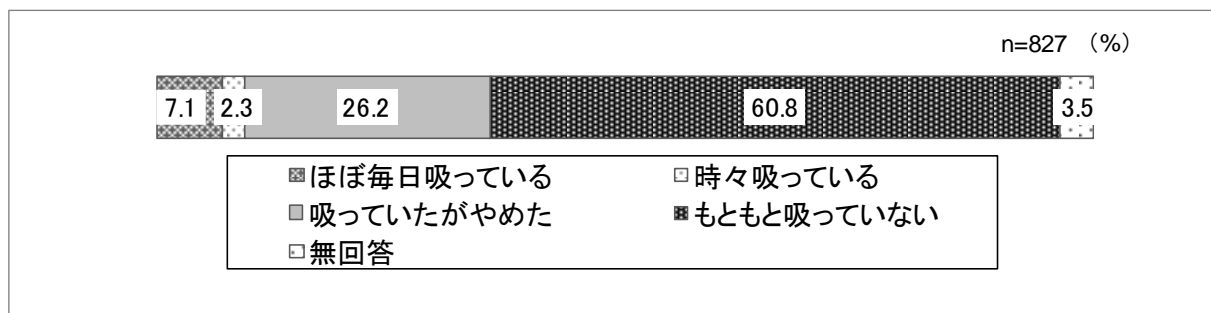 n=827 (%)
7.1 2.3 26.2 60.8 3.5
ほぼ毎日吸っている 時々吸っている
吸っていたがやめた もともと吸っていない
無回答